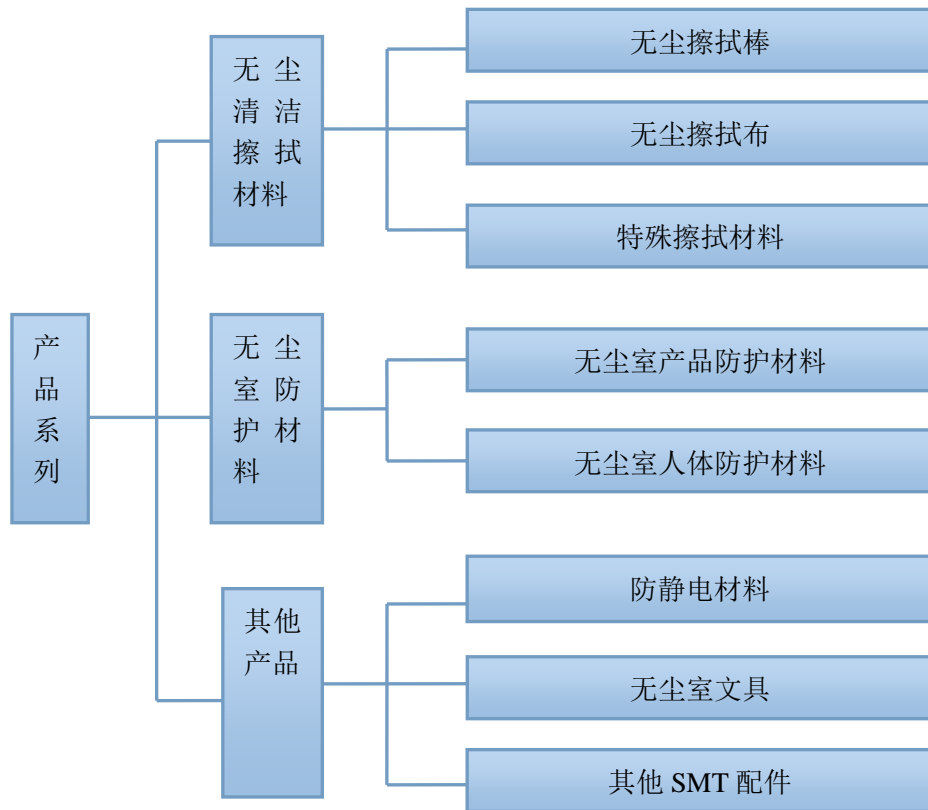 产
品
系
列
无 尘
清 洁
擦 拭
材料
无尘擦拭棒
无尘擦拭布
特殊擦拭材料
无 尘
室 防
护 材
料
无尘室产品防护材料
无尘室人体防护材料
其他
产品
防静电材料
无尘室文具
其他 SMT 配件